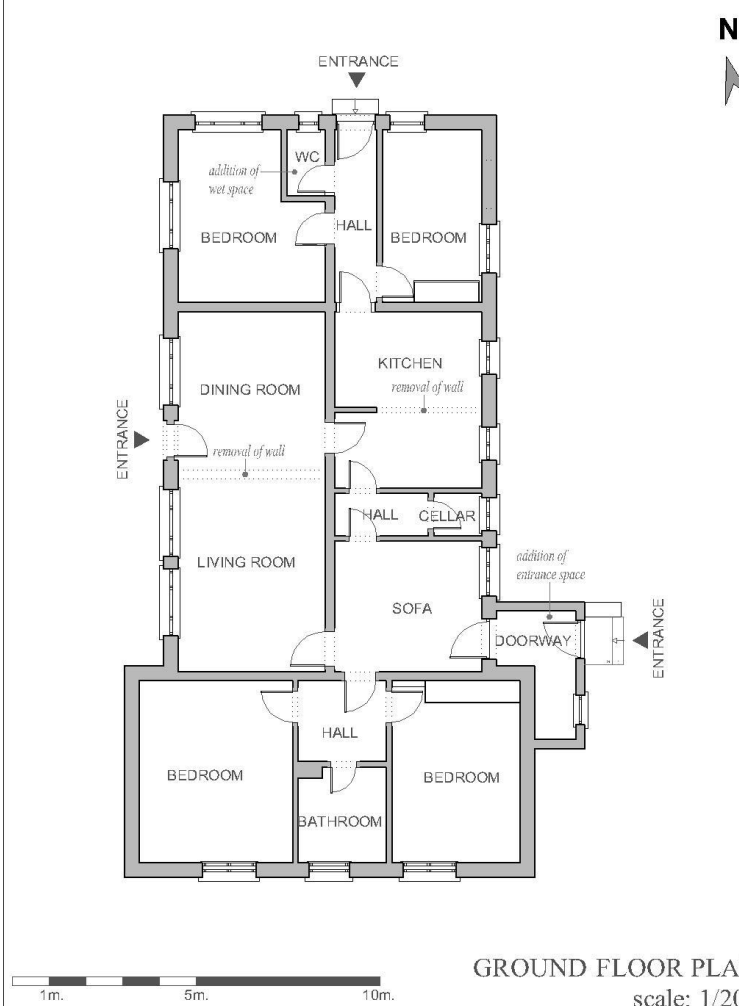 N
ENTRANCE
WC
addition of
wet space
HALL
BEDROOM
BEDROOM
KITCHEN
removal of wall
DINING ROOM
ENTRANCE
removal of wall
HALL
CELLAR
LIVING ROOM
addition of
entrance space
SOFA
DOORWAY
ENTRANCE
HALL
BEDROOM
BEDROOM
BATHROOM
GROUND FLOOR PLA
scale: 1/20
1m.
5m.
10m.